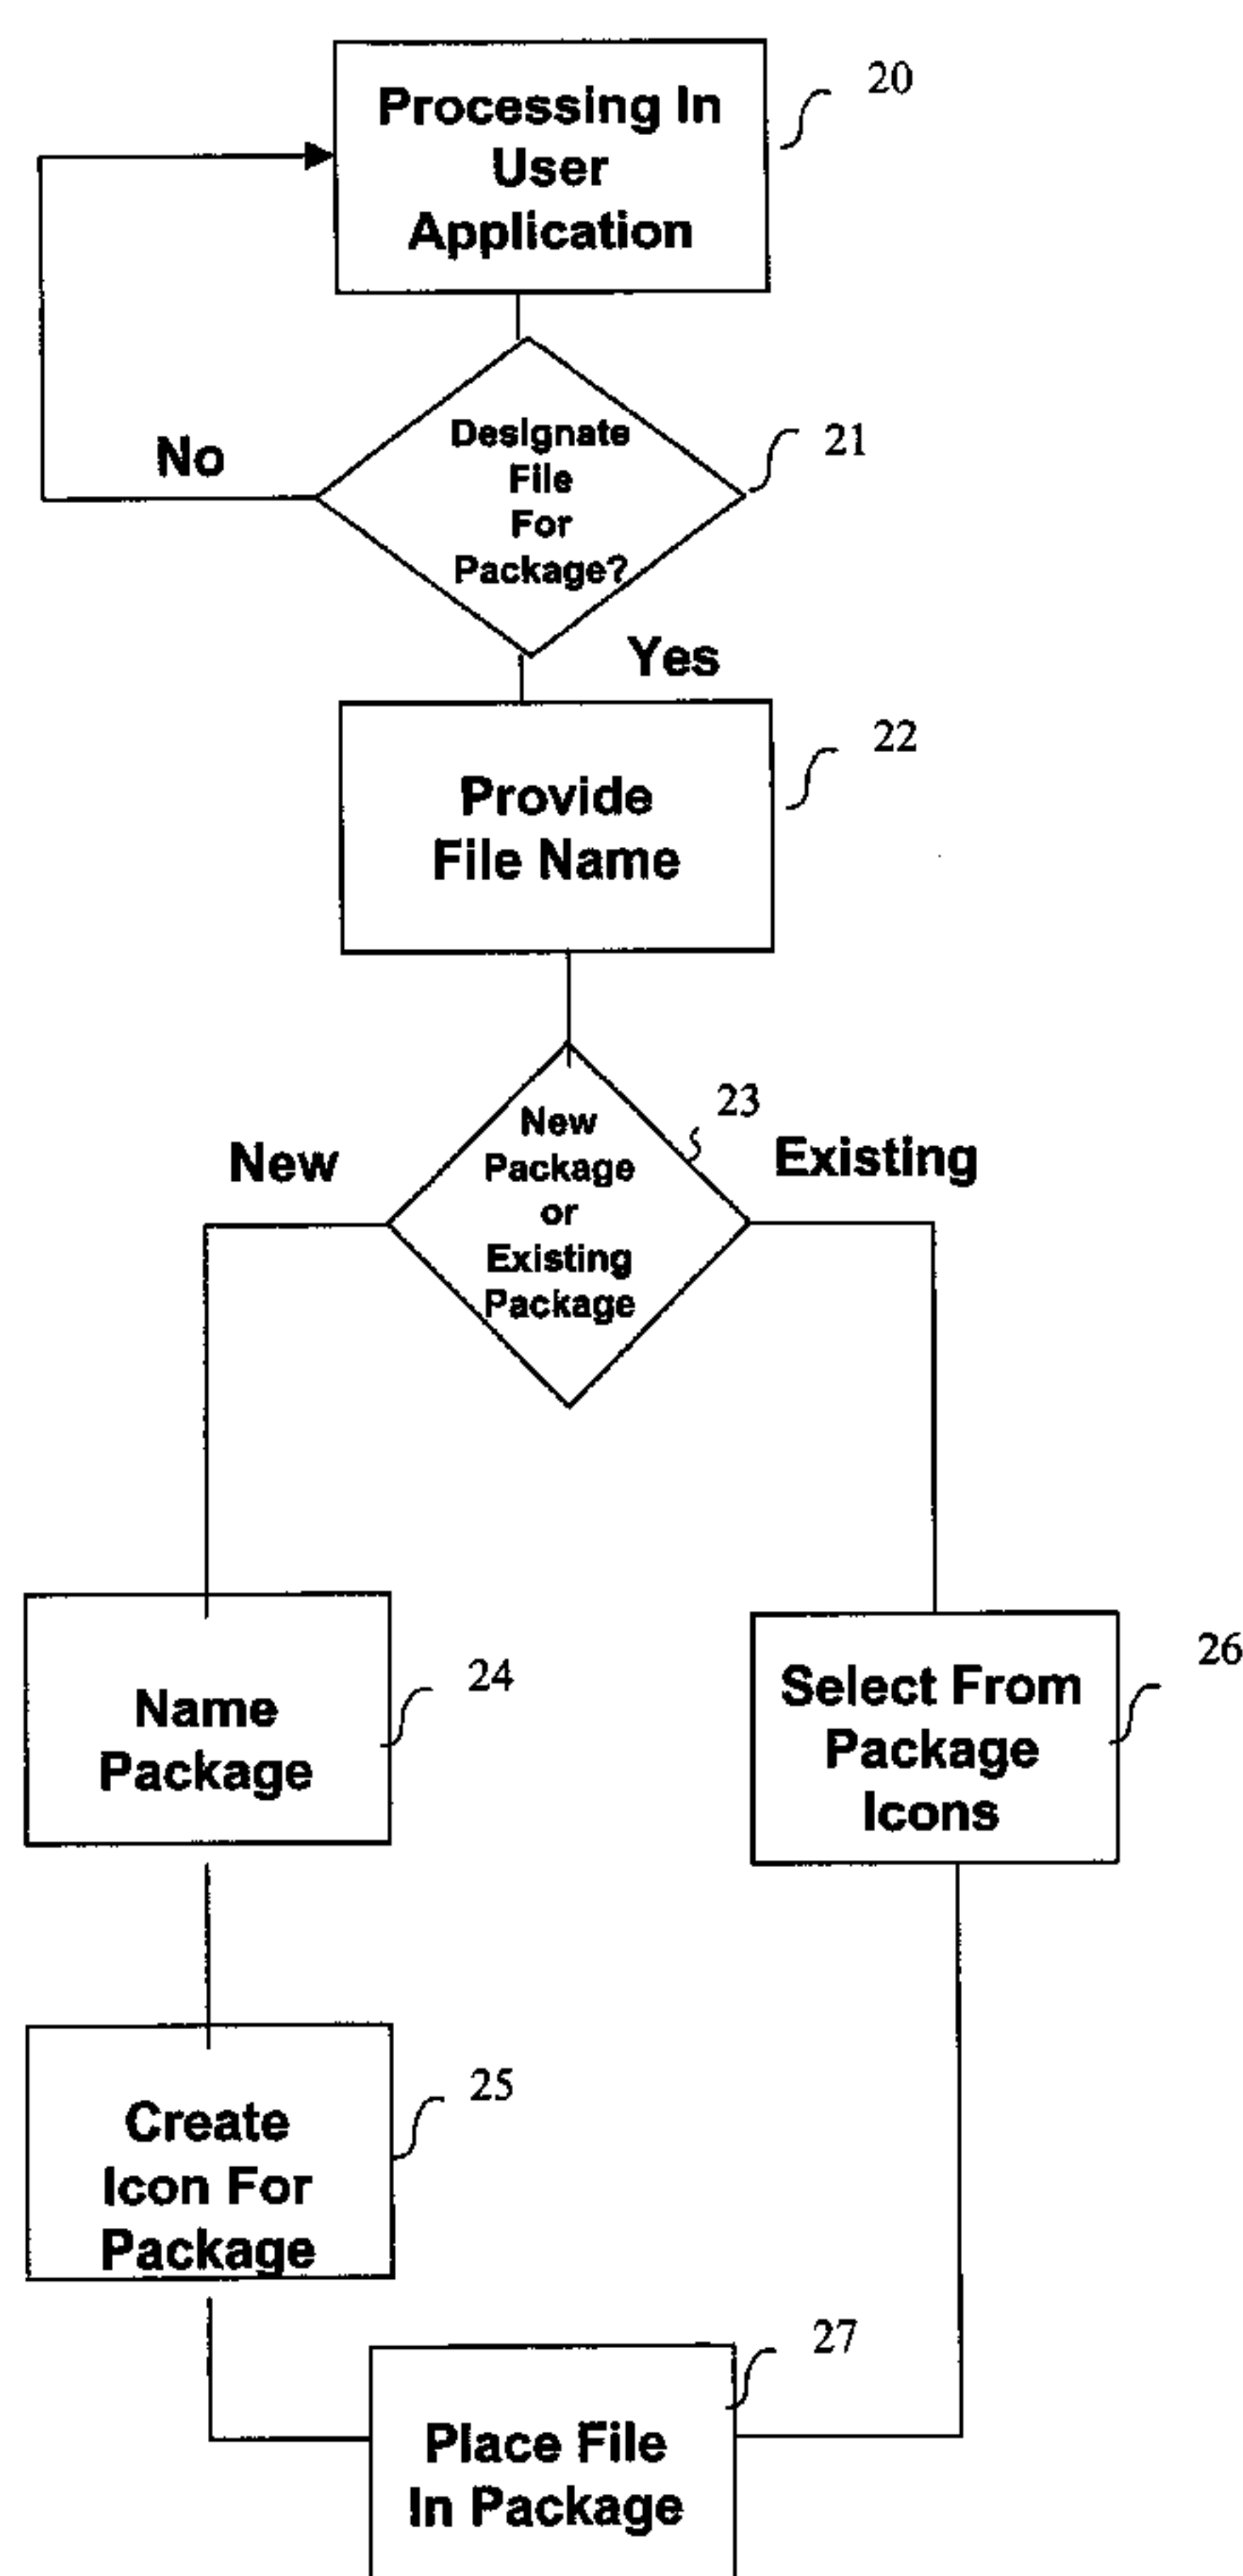 Processing In
User
Application
20
Designate
File
For
Package?
21
No
Yes
Provide
File Name
22
New
Package
or
Existing
Package
23
New
Existing
Name
Package
24
Select From
Package
Icons
26
Create
Icon For
Package
25
Place File
In Package
27